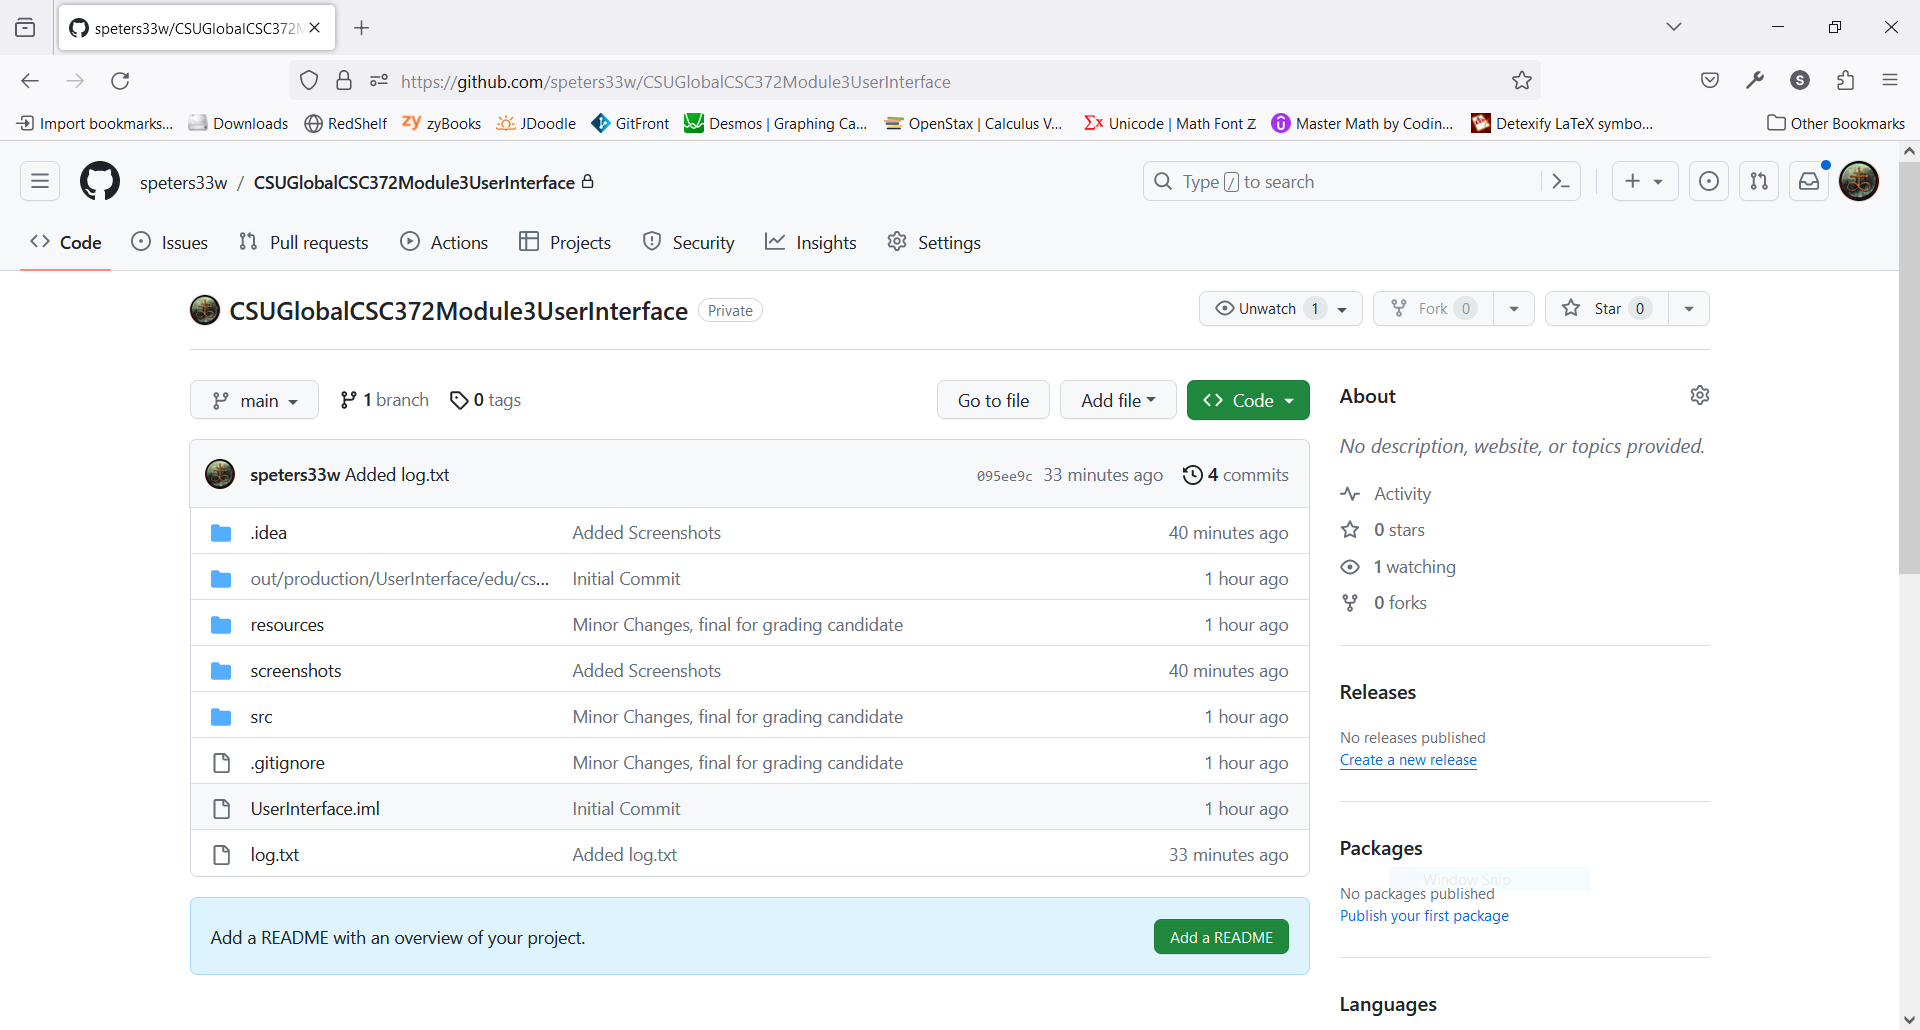 speters33w/CSUGlobalCSC372M
https://github.com/speters33w/CSUGlobalCSC372Module3UserInterface
S
Import bookmarks... Downloads RedShelf zyBooks JDoodle GitFront Desmos | Graphing Ca... OpenStax | Calculus V... Unicode | Math Font Z Master Math by Codin... Detexify LaTeX symbo... Other Bookmarks
speters33w / CSUGlobalCSC372Module3UserInterface
Type / to search
Code Issues Pull requests Actions Projects Security Insights Settings
CSUGlobalCSC372Module3UserInterface Private
Unwatch 1 Fork 0 Star 0
main 1 branch 0 tags Go to file Add file Code
speters33w Added log.txt 095ee9c 33 minutes ago 4 commits
.idea Added Screenshots 40 minutes ago
out/production/UserInterface/edu/cs... Initial Commit 1 hour ago
resources Minor Changes, final for grading candidate 1 hour ago
screenshots Added Screenshots 40 minutes ago
src Minor Changes, final for grading candidate 1 hour ago
.gitignore Minor Changes, final for grading candidate 1 hour ago
UserInterface.iml Initial Commit 1 hour ago
log.txt Added log.txt 33 minutes ago
Add a README with an overview of your project. Add a README
About
No description, website, or topics provided.
Activity
0 stars
1 watching
0 forks
Releases
No releases published
Create a new release
Packages
Window Snip
No packages published
Publish your first package
Languages